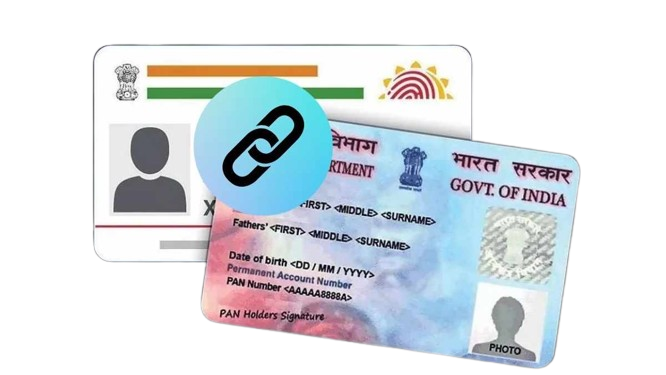 X
विभाग
भारत सरकार
RTMENT
GOVT. OF INDIA
FIRST> <MIDDLE> <SURNAME>
Fathers' <FIRST> <MIDDLE> <SURNAME>
Date of birth <DD / MM / YYYY>
Permanent Account Number
PAN Number <AAAAA8888A>
PAN Holders Signature
PHOTO